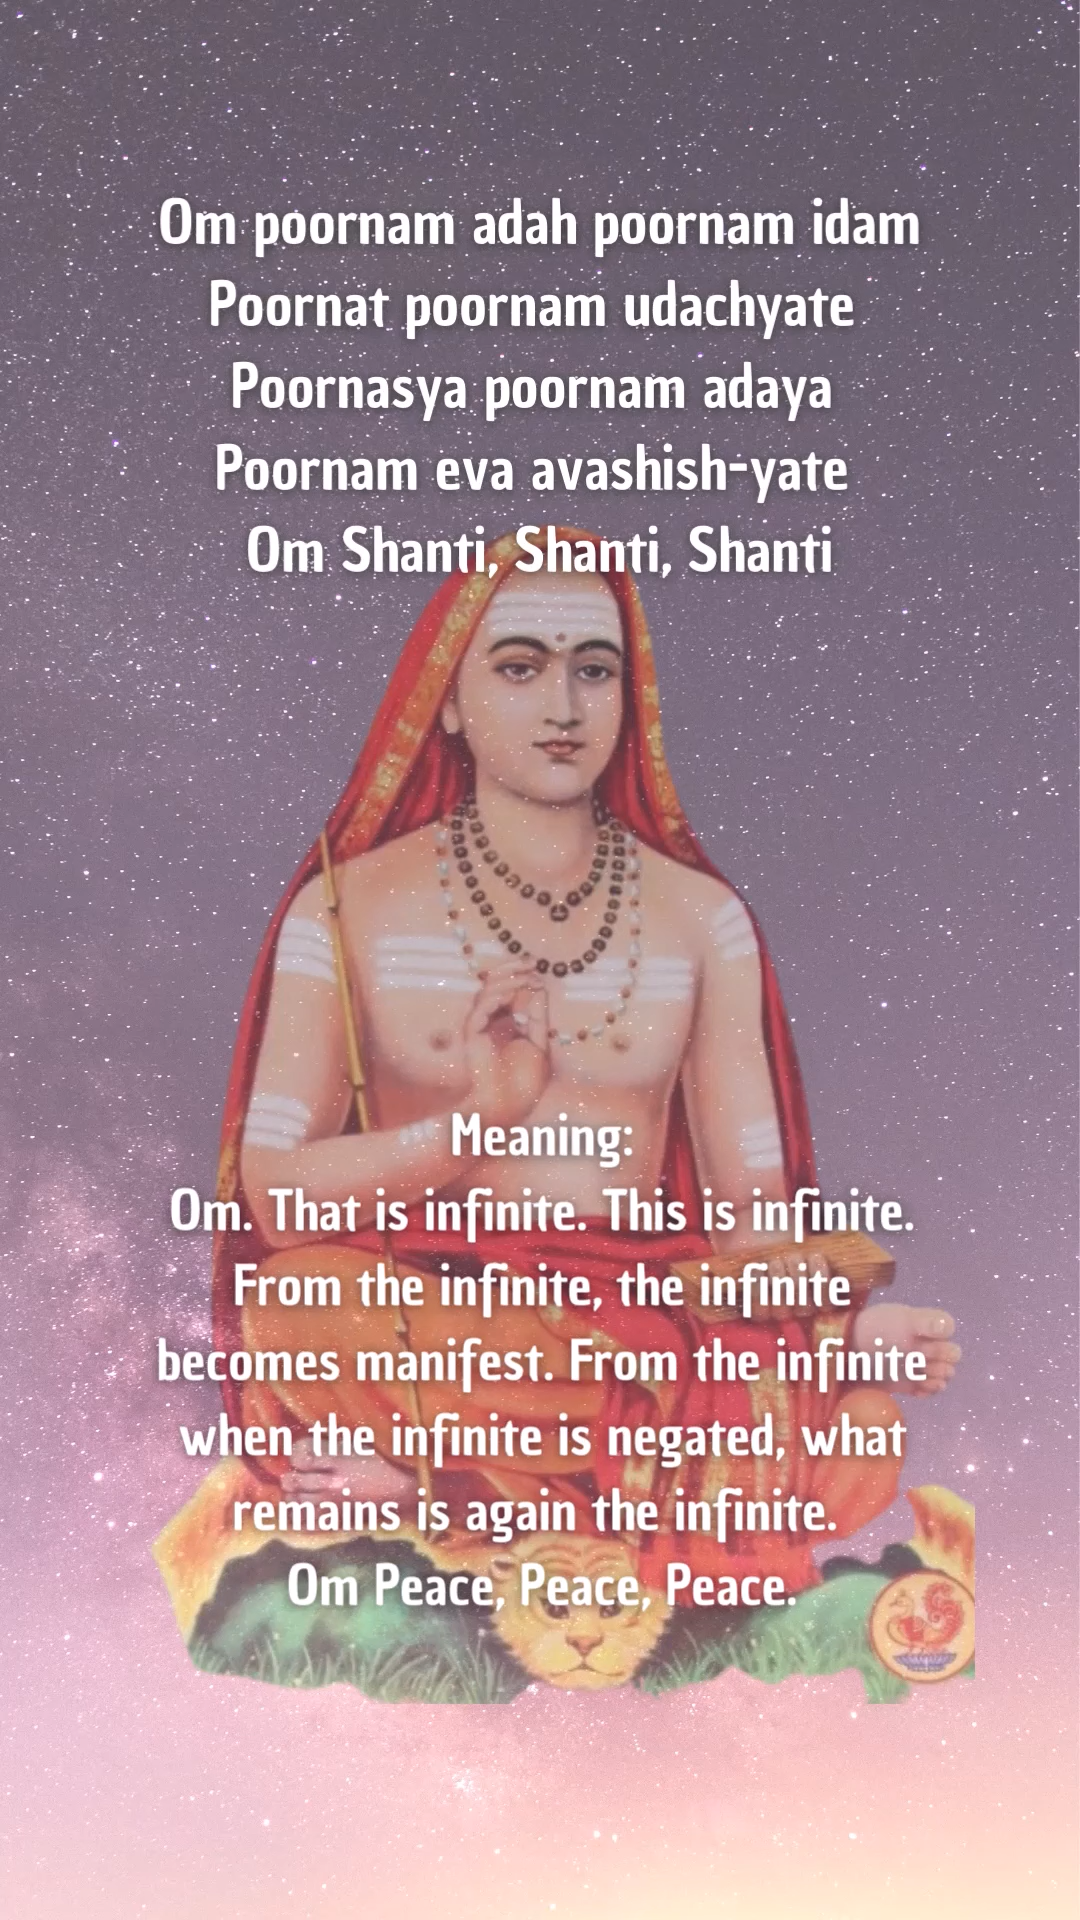 Om poornam adah poornam idam
Poornat poornam udachyate
Poornasya poornam adaya
Poornam eva avashish-yate
Om Shanti, Shanti, Shanti
Meaning:
Om. That is infinite. This is infinite.
From the infinite, the infinite
becomes manifest. From the infinite
when the infinite is negated, what
remains is again the infinite.
Om Peace, Peace, Peace.